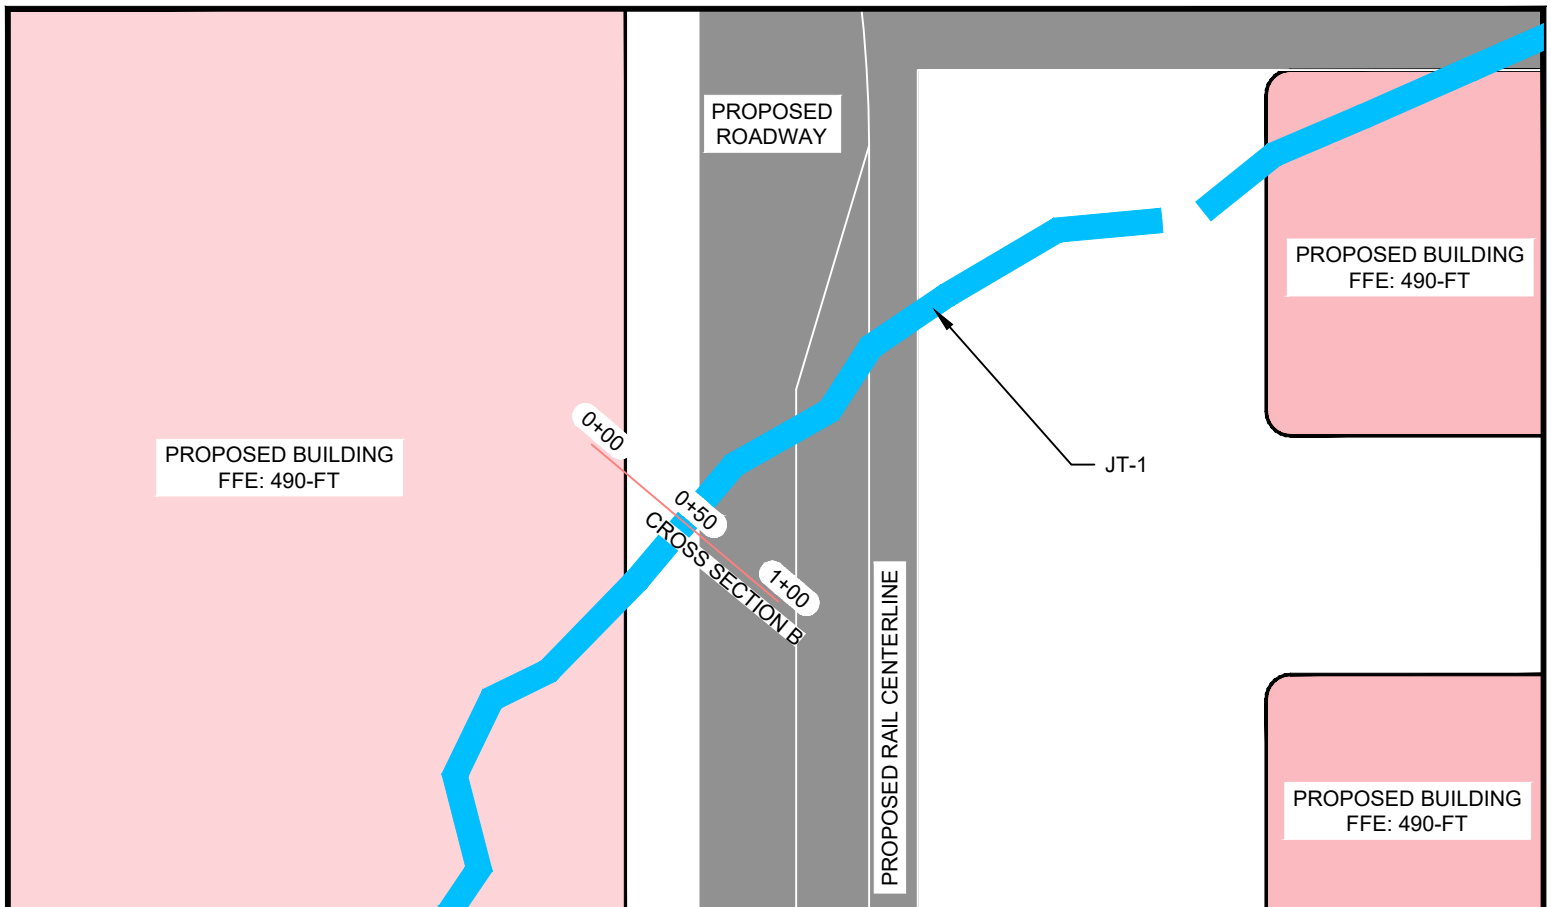 PROPOSED
ROADWAY
PROPOSED BUILDING
FFE: 490-FT
0+00
PROPOSED BUILDING
FFE: 490-FT
JT-1
0+50
CROSS SECTION B
1+00
PROPOSED RAIL CENTERLINE
PROPOSED BUILDING
FFE: 490-FT